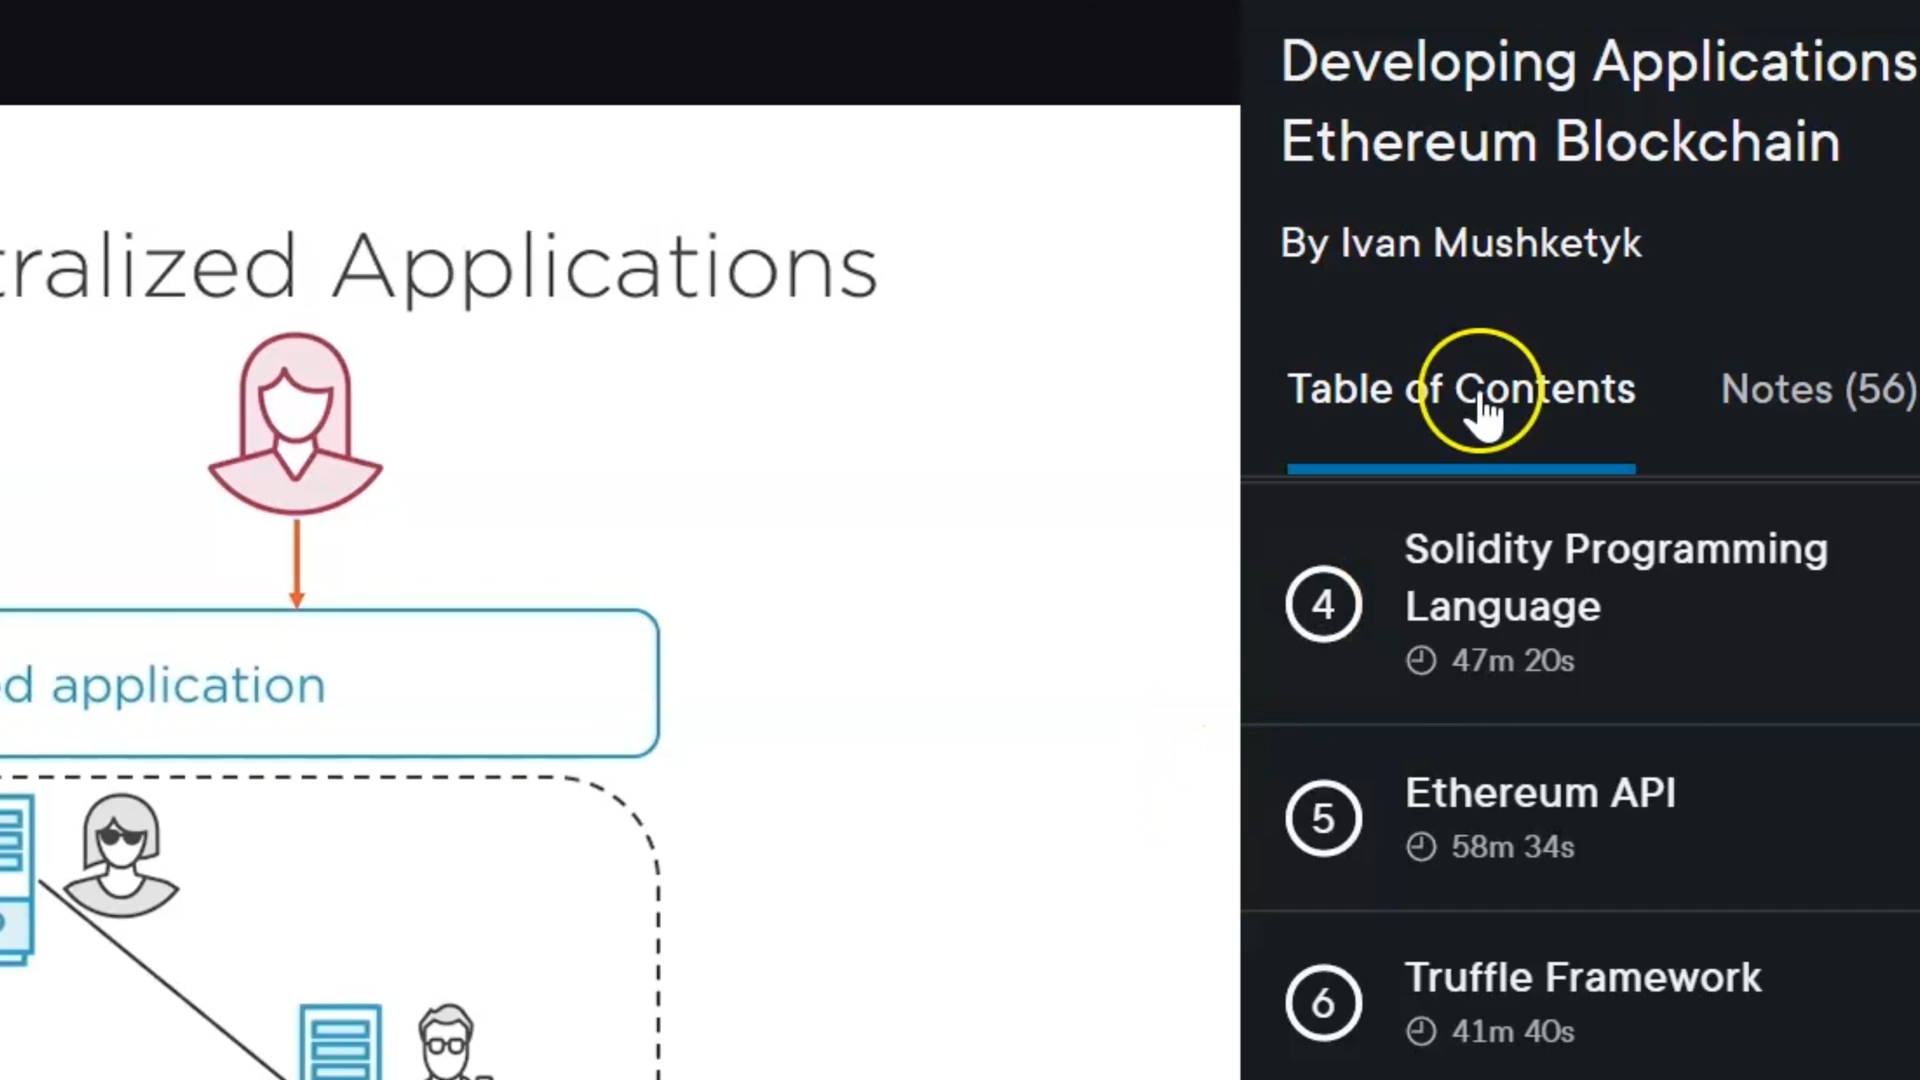 Developing Applications
Ethereum Blockchain
By Ivan Mushketyk
Table of Contents
Notes (56)
4
Solidity Programming
Language
47m 20s
5
Ethereum API
58m 34s
6
Truffle Framework
41m 40s
tralized Applications
d application